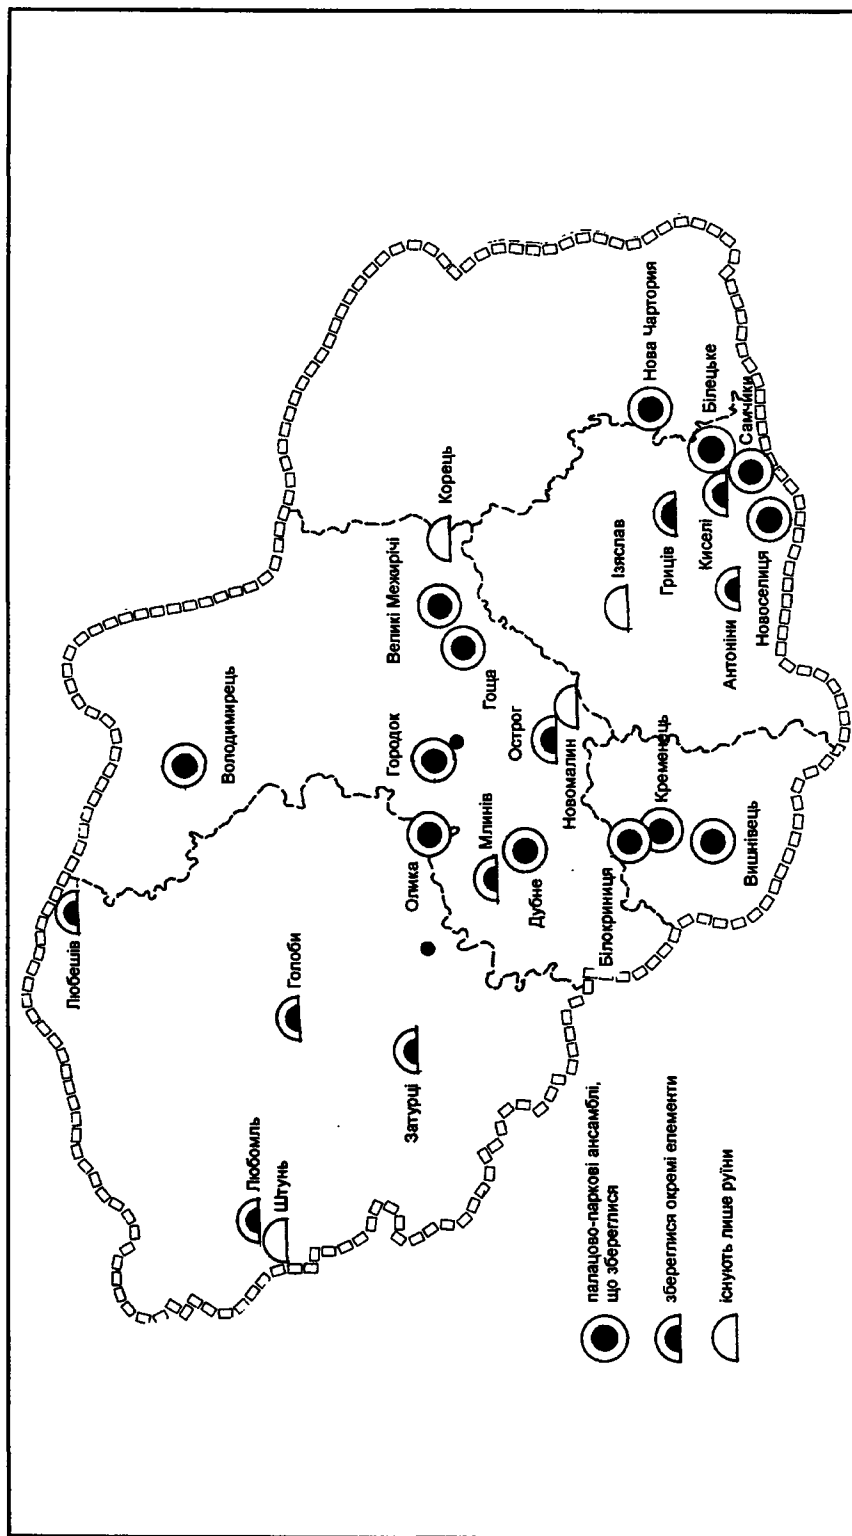 Любешів
Володимирець
Любомль
Штунь
Голоби
Затурці
Олика
Городок
Великі Межирічі
Корець
Млинів
Гоща
Дубне
Острог
Новомалин
Нова Чартория
Ізяслав
Гриців
Білецьке
Самчики
Киселі
Антоніни
Новоселиця
Білокриниця
Кременець
Вишнівець
палацово-паркові ансамблі,
що збереглися
збереглися окремі елементи
існують лише руїни